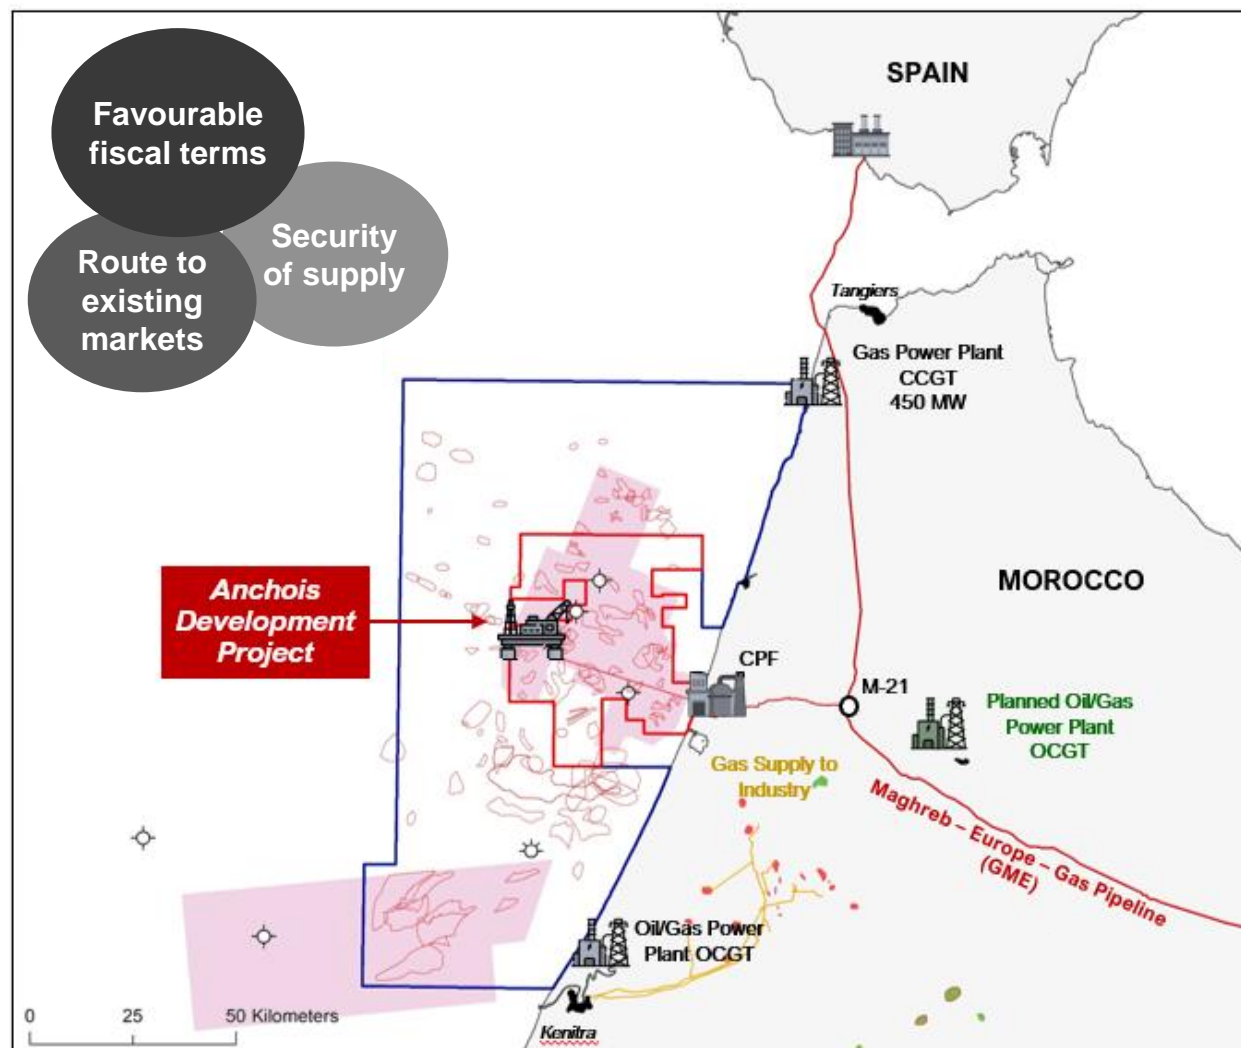 Favourable
fiscal terms
Security
of supply
Route to
existing
markets
SPAIN
Tangiers
Gas Power Plant
CCGT
450 MW
Anchois
Development
Project
MOROCCO
CPF
M-21
Planned Oil/Gas
Power Plant
OCGT
Gas Supply to
Industry
Maghreb – Europe – Gas Pipeline
(GME)
Oil/Gas Power
Plant OCGT
Kenitra
0 25 50 Kilometers